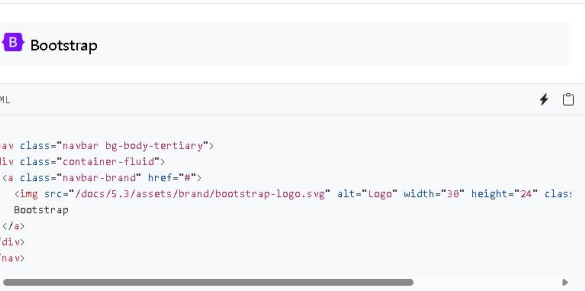 B Bootstrap
ML
av class="navbar bg-body-tertiary">
iv class="container-fluid">
<a class="navbar-brand" href="#">
<img src="/docs/5.3/assets/brand/bootstrap-logo.svg" alt="Logo" width="30" height="24" clas
Bootstrap
</a>
/div>
/nav>